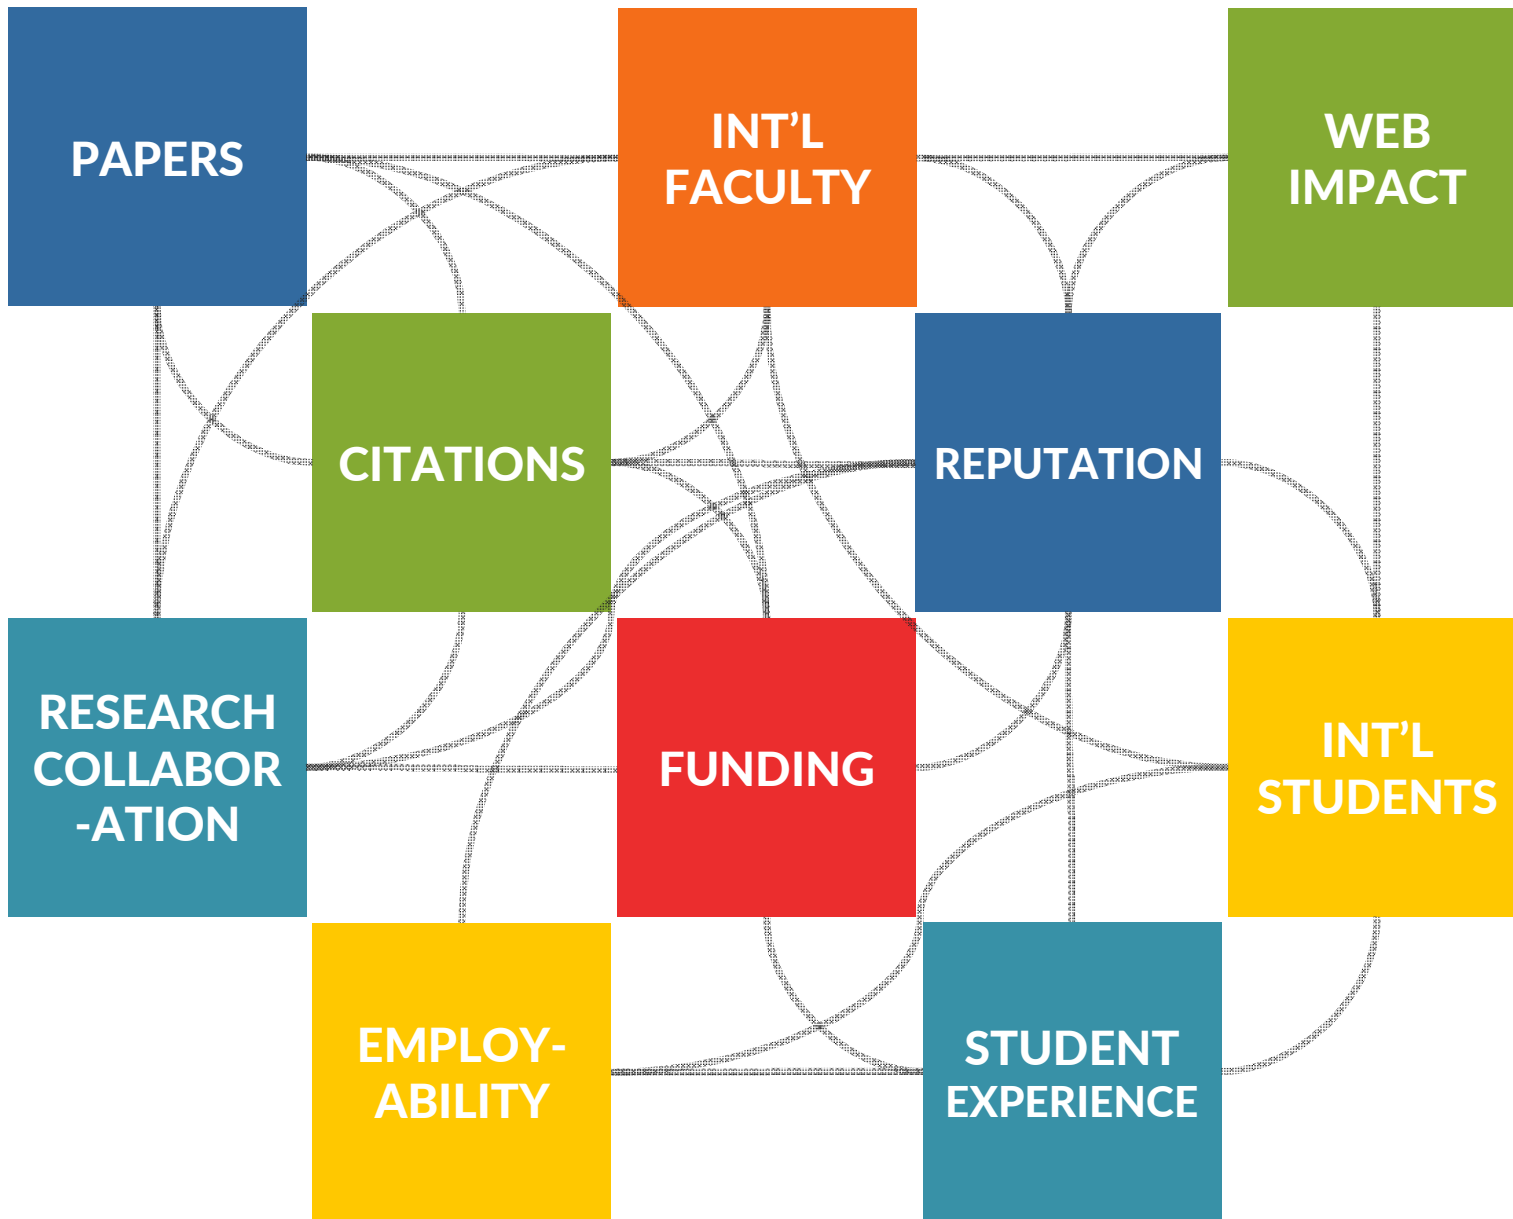 PAPERS
INT’L
FACULTY
WEB
IMPACT
CITATIONS
REPUTATION
RESEARCH
COLLABOR
-ATION
FUNDING
INT’L
STUDENTS
EMPLOY-
ABILITY
STUDENT
EXPERIENCE